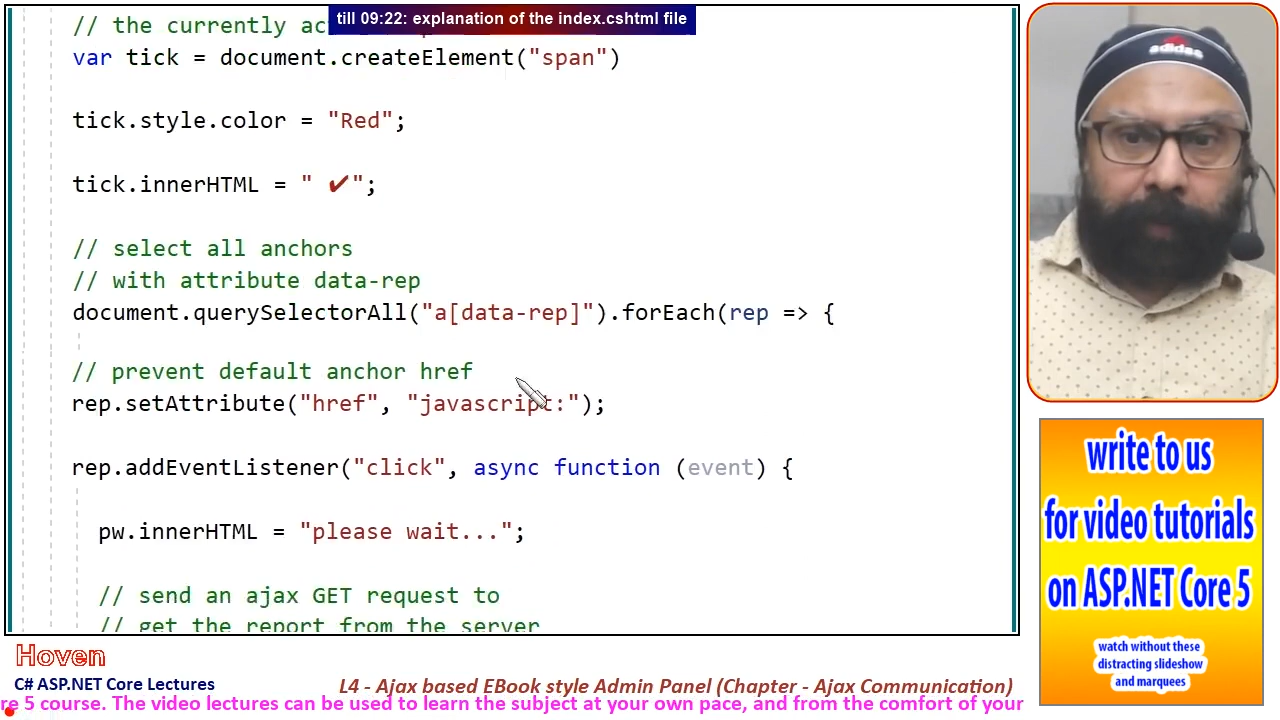 till 09:22: explanation of the index.cshtml file
// the currently ac
var tick = document.createElement("span")
tick.style.color = "Red";
tick.innerHTML = " ✔";
// select all anchors
// with attribute data-rep
document.querySelectorAll("a[data-rep]").forEach(rep => {
// prevent default anchor href
rep.setAttribute("href", "javascript:");
rep.addEventListener("click", async function (event) {
pw.innerHTML = "please wait...";
// send an ajax GET request to
// get the report from the server
adidas
write to us
for video tutorials
on ASP.NET Core 5
watch without these
distracting slideshow
and marquees
Hoven
C# ASP.NET Core Lectures
L4 - Ajax based EBook style Admin Panel (Chapter - Ajax Communication)
re 5 course. The video lectures can be used to learn the subject at your own pace, and from the comfort of your